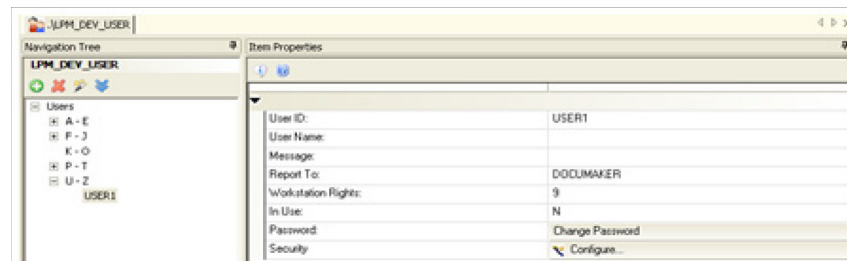 .\LPM_DEV_USER
Navigation Tree
Item Properties
LPM_DEV_USER
Users
A - E
F - J
K - O
P - T
U - Z
USER1
User ID: USER1
User Name:
Message:
Report To: DOCUMAKER
Workstation Rights: 9
In Use: N
Password: Change Password
Security Configure...